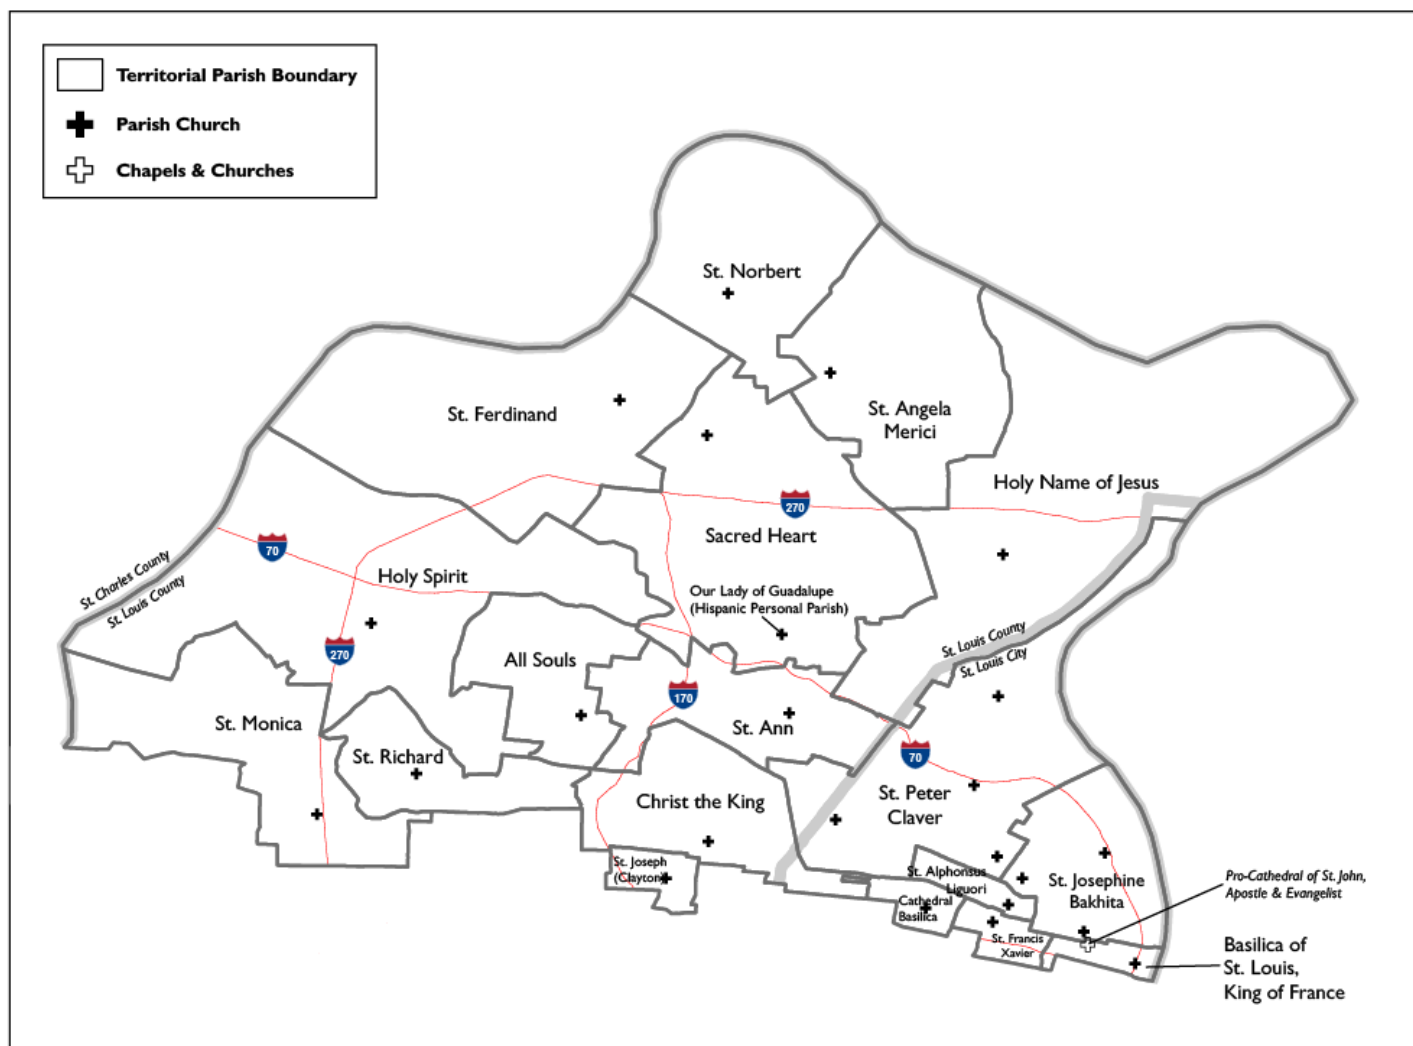 Territorial Parish Boundary
Parish Church
Chapels & Churches
St. Norbert
St. Ferdinand
St. Angela
Merici
Holy Name of Jesus
270
Sacred Heart
70
St. Charles County
St. Louis County
Holy Spirit
Our Lady of Guadalupe
(Hispanic Personal Parish)
270
All Souls
St. Louis County
St. Louis City
170
St. Monica
St. Ann
St. Richard
70
Christ the King
St. Peter
Claver
St. Joseph
(Clayton)
St. Alphonsus
Liguori
St. Josephine
Bakhita
Cathedral
Basilica
Pro-Cathedral of St. John,
Apostle & Evangelist
St. Francis
Xavier
Basilica of
St. Louis,
King of France